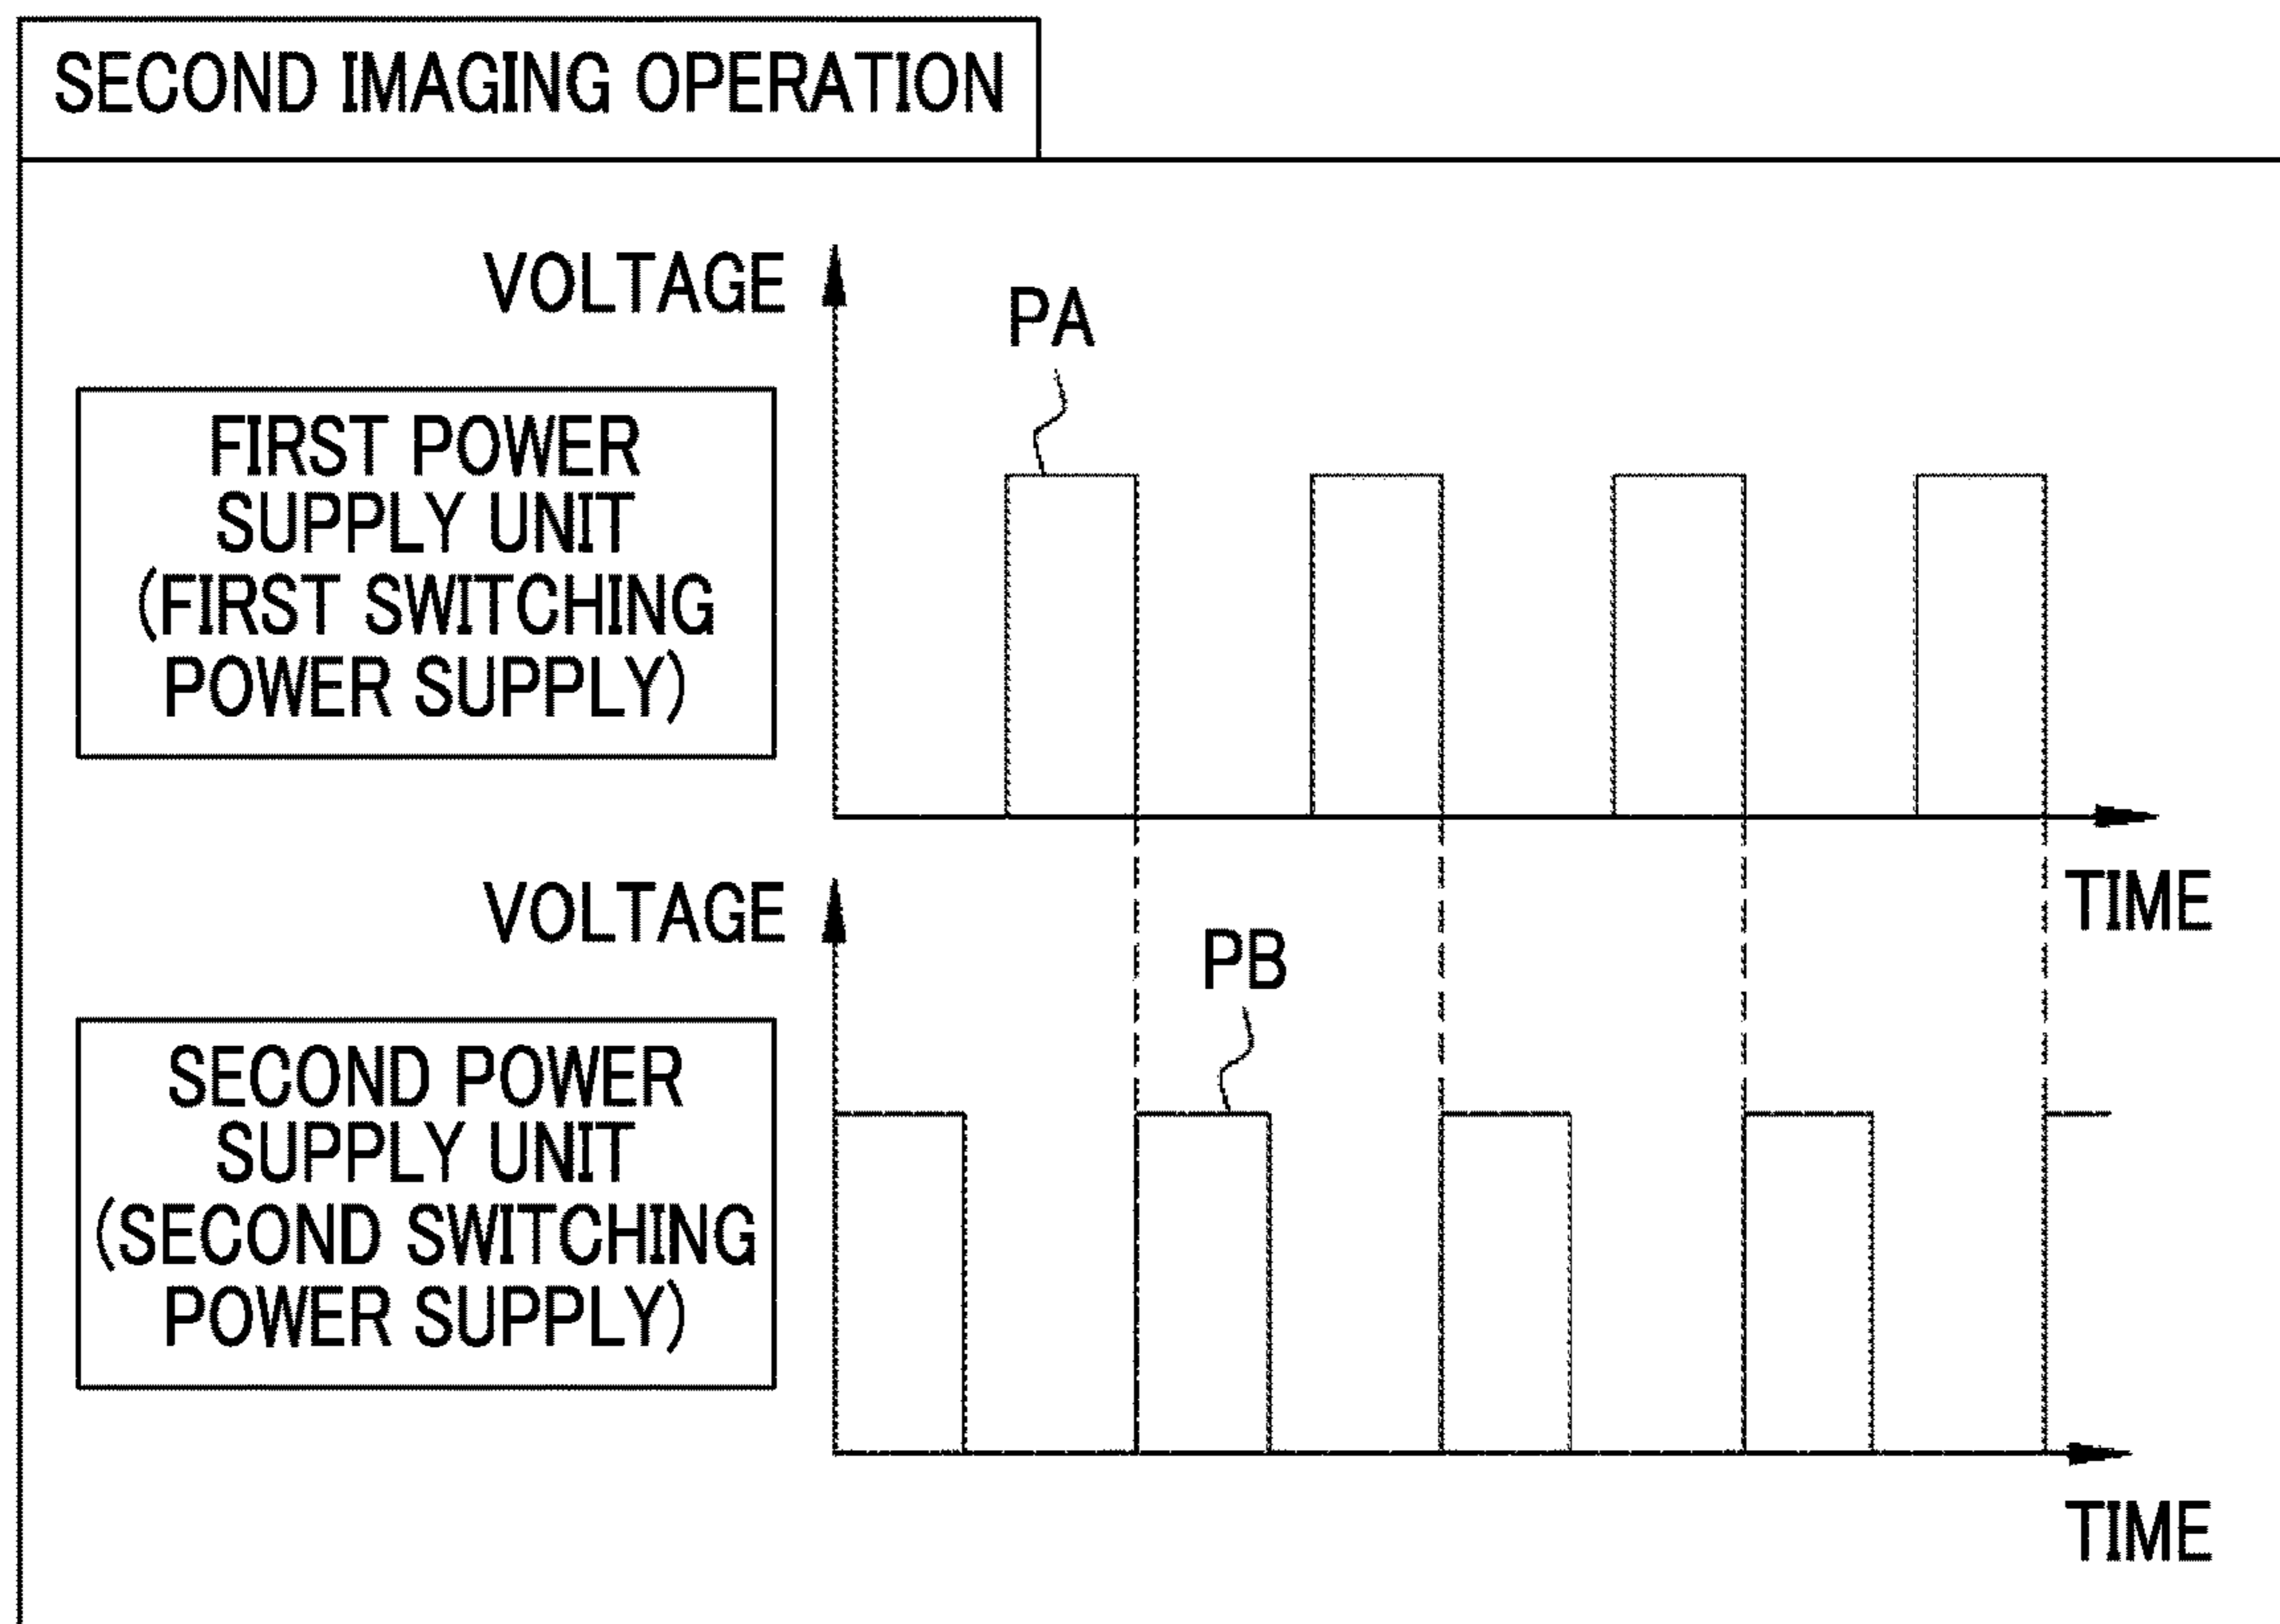 SECOND IMAGING OPERATION
VOLTAGE
PA
FIRST POWER
SUPPLY UNIT
(FIRST SWITCHING
POWER SUPPLY)
TIME
VOLTAGE
PB
SECOND POWER
SUPPLY UNIT
(SECOND SWITCHING
POWER SUPPLY)
TIME